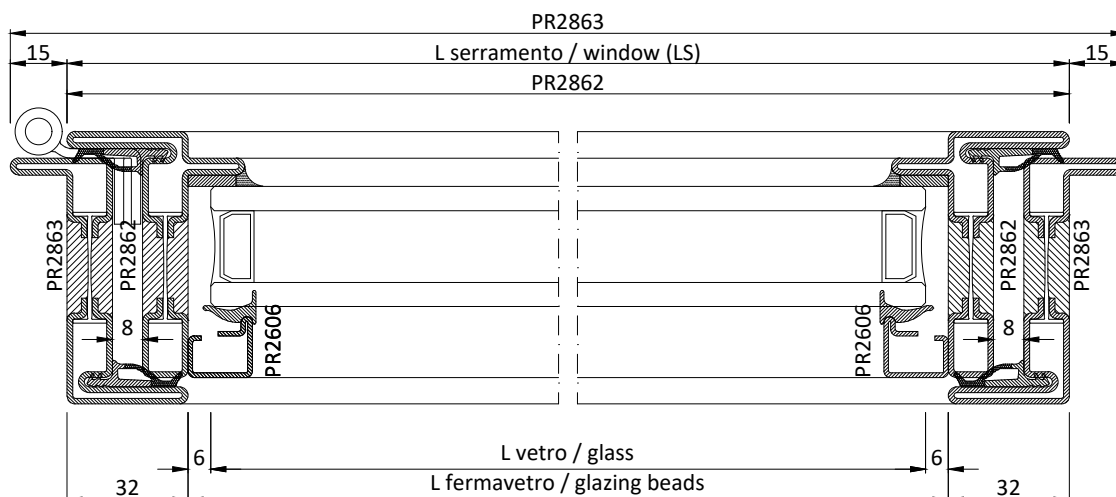 PR2863
15
L serramento / window (LS)
15
PR2862
PR2863
PR2862
PR2862
PR2863
8
8
PR2606
PR2606
6
L vetro / glass
6
32
L fermavetro / glazing beads
32